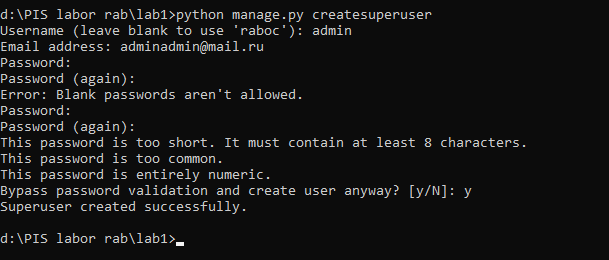 d:\PIS labor rab\lab1>python manage.py createsuperuser
Username (leave blank to use 'raboc'): admin
Email address: adminadmin@mail.ru
Password:
Password (again):
Error: Blank passwords aren't allowed.
Password:
Password (again):
This password is too short. It must contain at least 8 characters.
This password is too common.
This password is entirely numeric.
Bypass password validation and create user anyway? [y/N]: y
Superuser created successfully.
d:\PIS labor rab\lab1>